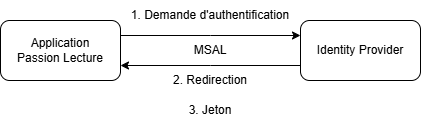 1. Demande d'authentification
Application
Passion Lecture
MSAL
Identity Provider
2. Redirection
3. Jeton